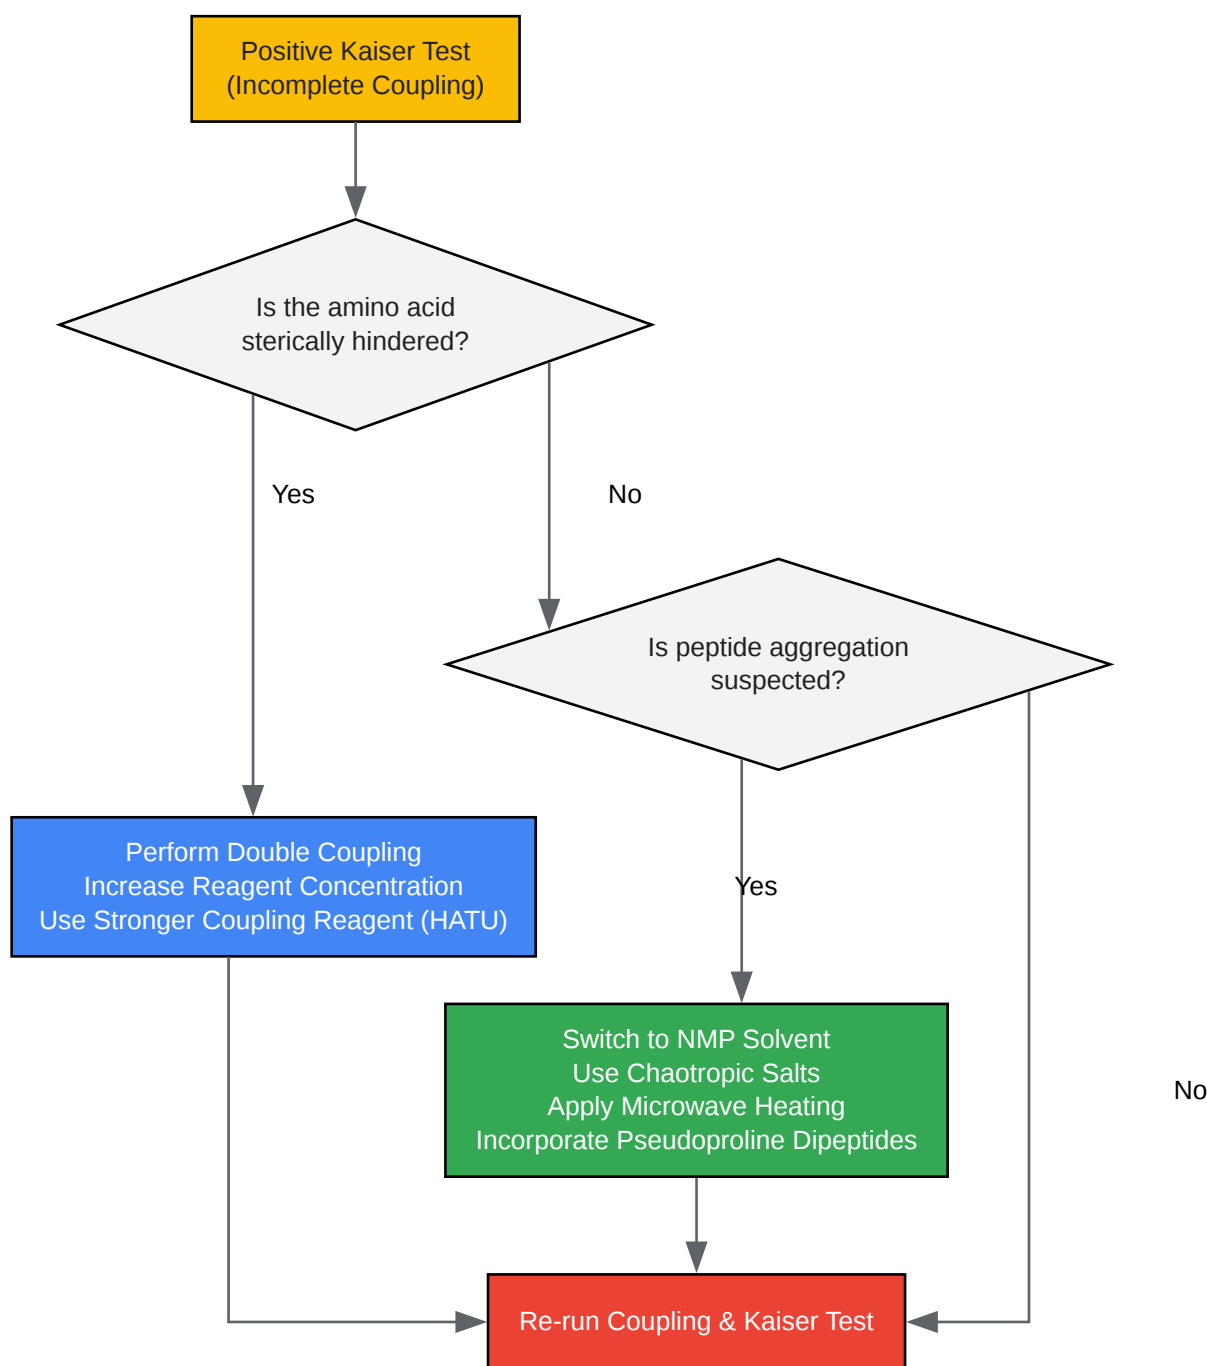 Positive Kaiser Test
(Incomplete Coupling)
Is the amino acid
sterically hindered?
Yes
No
Is peptide aggregation
suspected?
Perform Double Coupling
Increase Reagent Concentration
Use Stronger Coupling Reagent (HATU)
Yes
Switch to NMP Solvent
Use Chaotropic Salts
Apply Microwave Heating
Incorporate Pseudoproline Dipeptides
No
Re-run Coupling & Kaiser Test